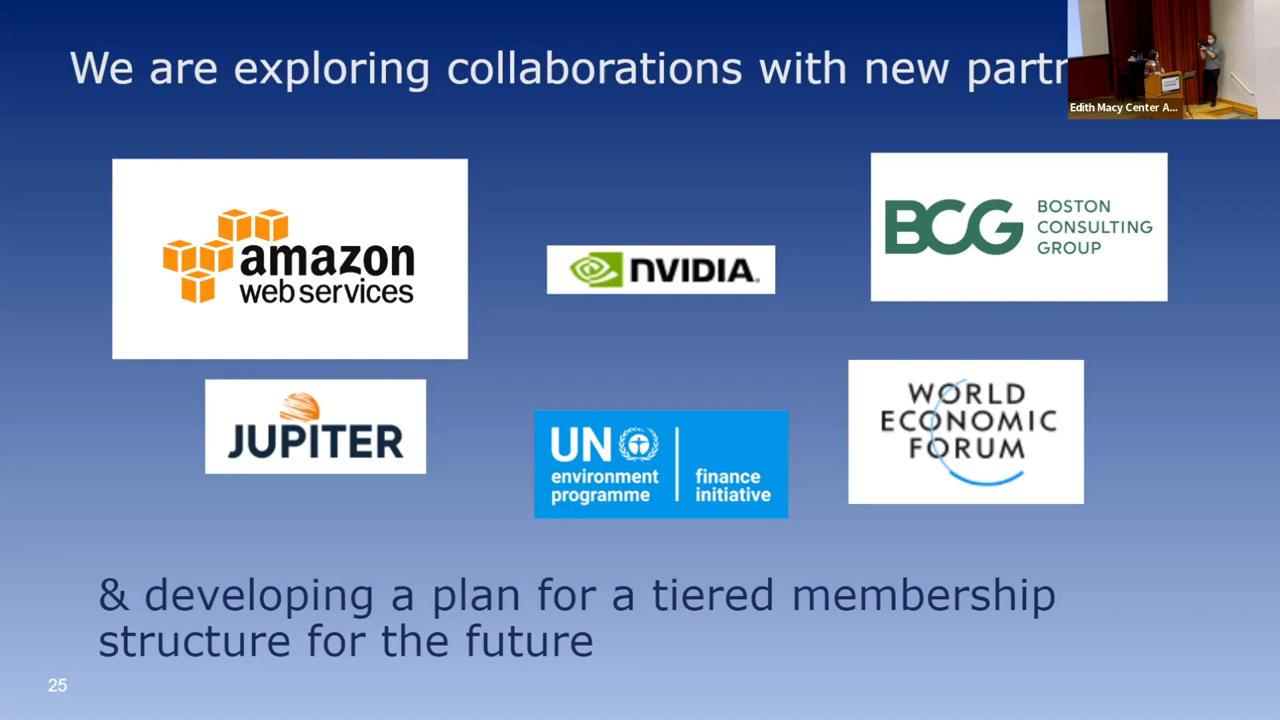 We are exploring collaborations with new partn
Edith Macy Center A...
amazon
web services
NVIDIA.
BCG
BOSTON
CONSULTING
GROUP
JUPITER
UN
environment
programme
finance
initiative
WORLD
ECONOMIC
FORUM
& developing a plan for a tiered membership
structure for the future
25